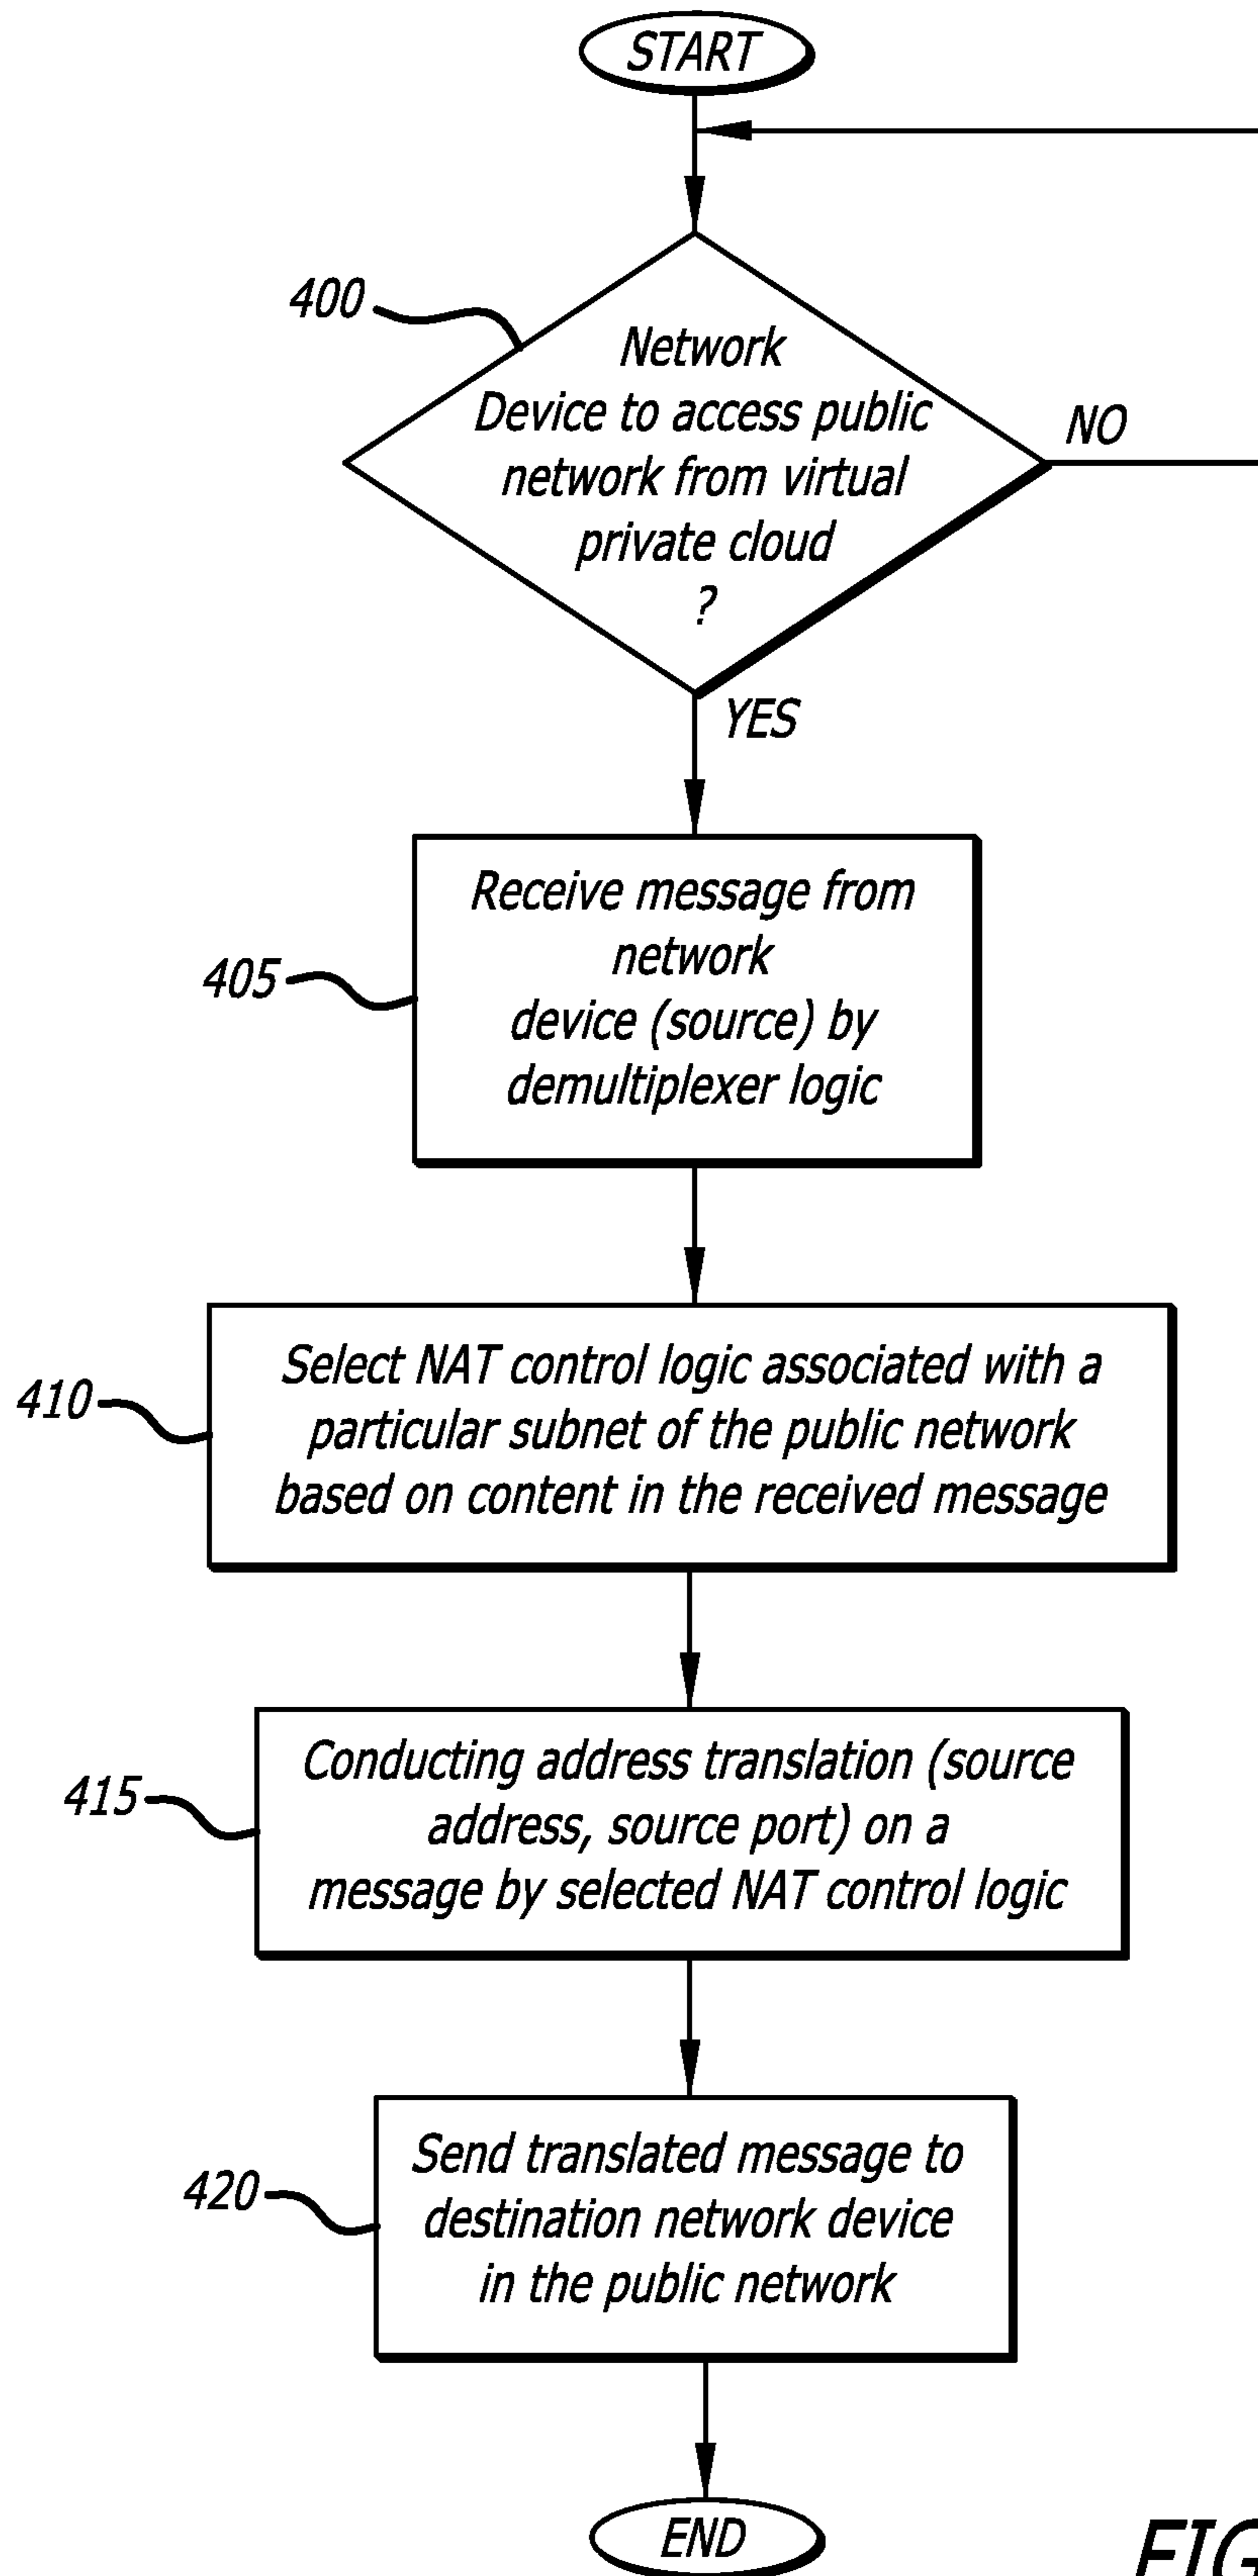 START
400
Network
Device to access public
network from virtual
private cloud
?
NO
YES
405
Receive message from
network
device (source) by
demultiplexer logic
410
Select NAT control logic associated with a
particular subnet of the public network
based on content in the received message
415
Conducting address translation (source
address, source port) on a
message by selected NAT control logic
420
Send translated message to
destination network device
in the public network
END
FIG